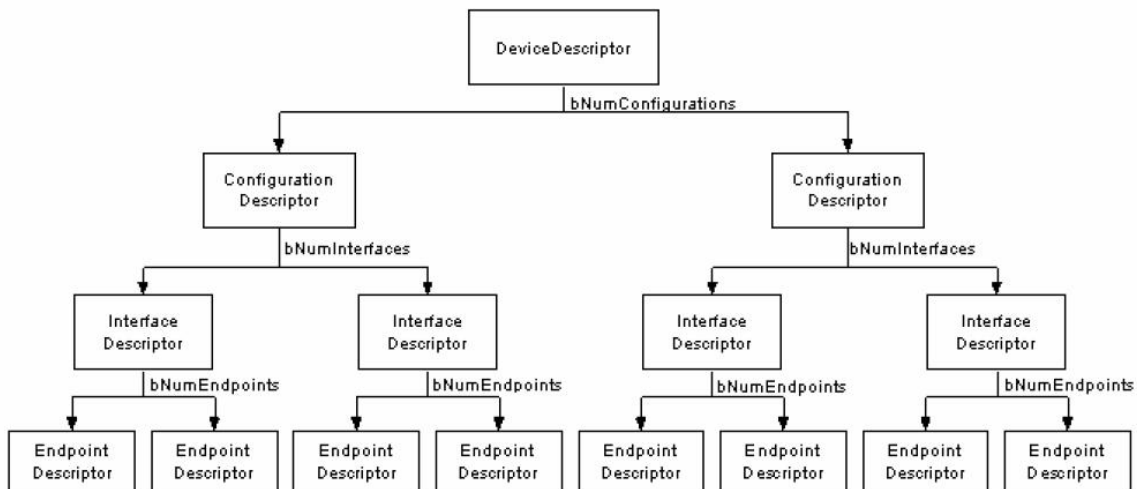 DeviceDescriptor
bNumConfigurations
Configuration
Descriptor
Configuration
Descriptor
bNumInterfaces
bNumInterfaces
Interface
Descriptor
Interface
Descriptor
Interface
Descriptor
Interface
Descriptor
bNumEndpoints
bNumEndpoints
bNumEndpoints
bNumEndpoints
Endpoint
Descriptor
Endpoint
Descriptor
Endpoint
Descriptor
Endpoint
Descriptor
Endpoint
Descriptor
Endpoint
Descriptor
Endpoint
Descriptor
Endpoint
Descriptor